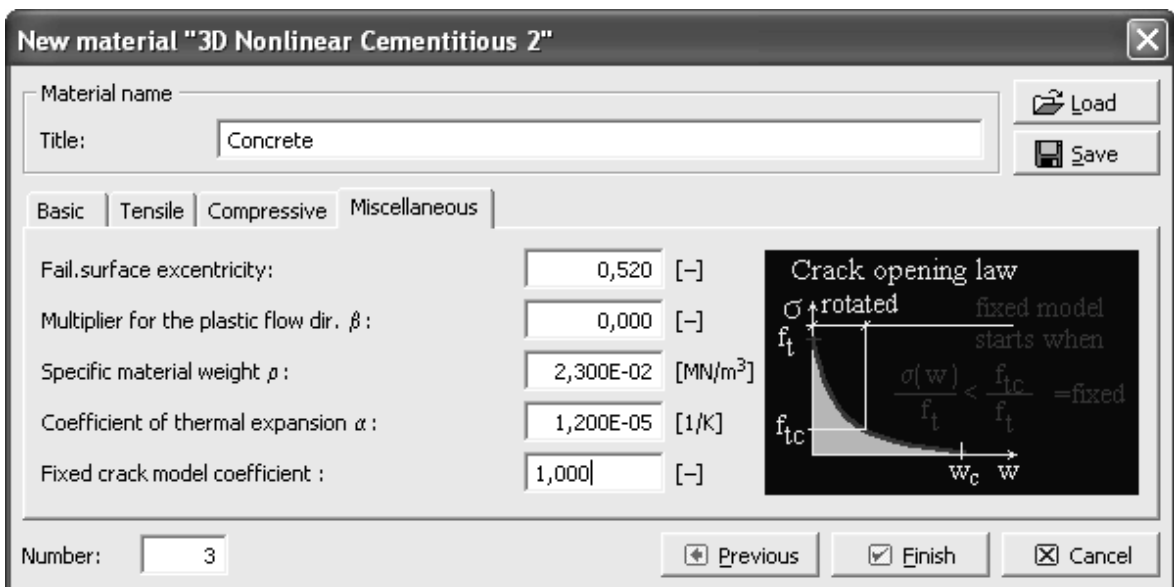 New material "3D Nonlinear Cementitious 2"
Material name
Title: Concrete
Load
Save
Basic Tensile Compressive Miscellaneous
Fail.surface excentricity: 0,520 [–]
Multiplier for the plastic flow dir. β : 0,000 [–]
Specific material weight ρ : 2,300E-02 [MN/m³]
Coefficient of thermal expansion α : 1,200E-05 [1/K]
Fixed crack model coefficient : 1,000 [–]
Crack opening law
σ rotated fixed model
f_t starts when
σ(w)/f_t < f_tc/f_t =fixed
f_tc
w_c w
Number: 3
Previous Finish Cancel